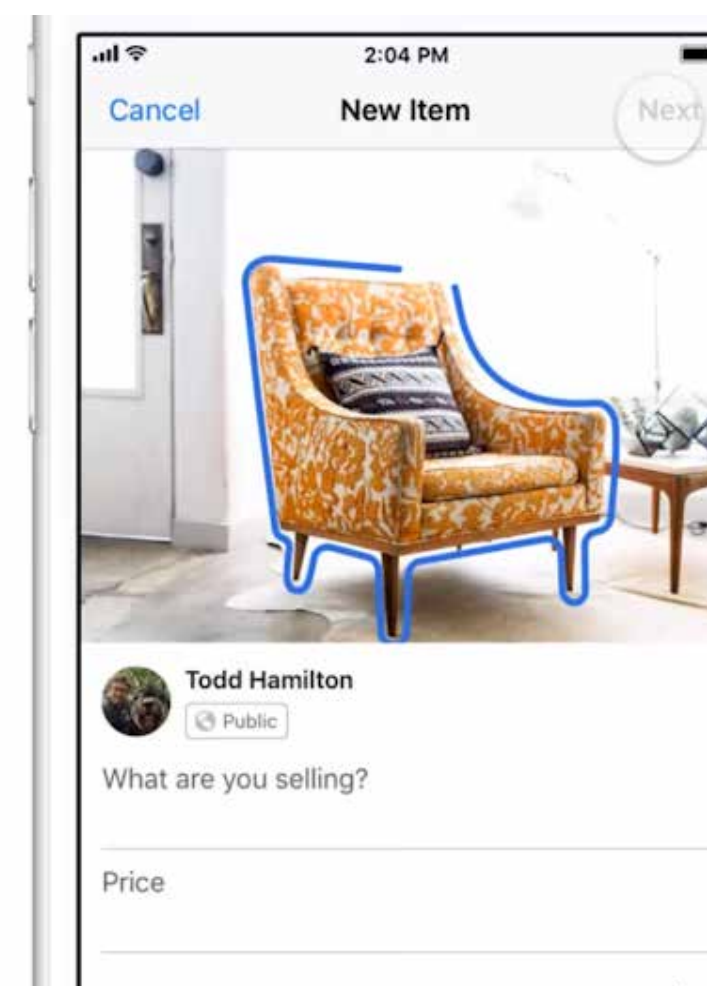 2:04 PM
Cancel New Item Next
Todd Hamilton
Public
What are you selling?
Price